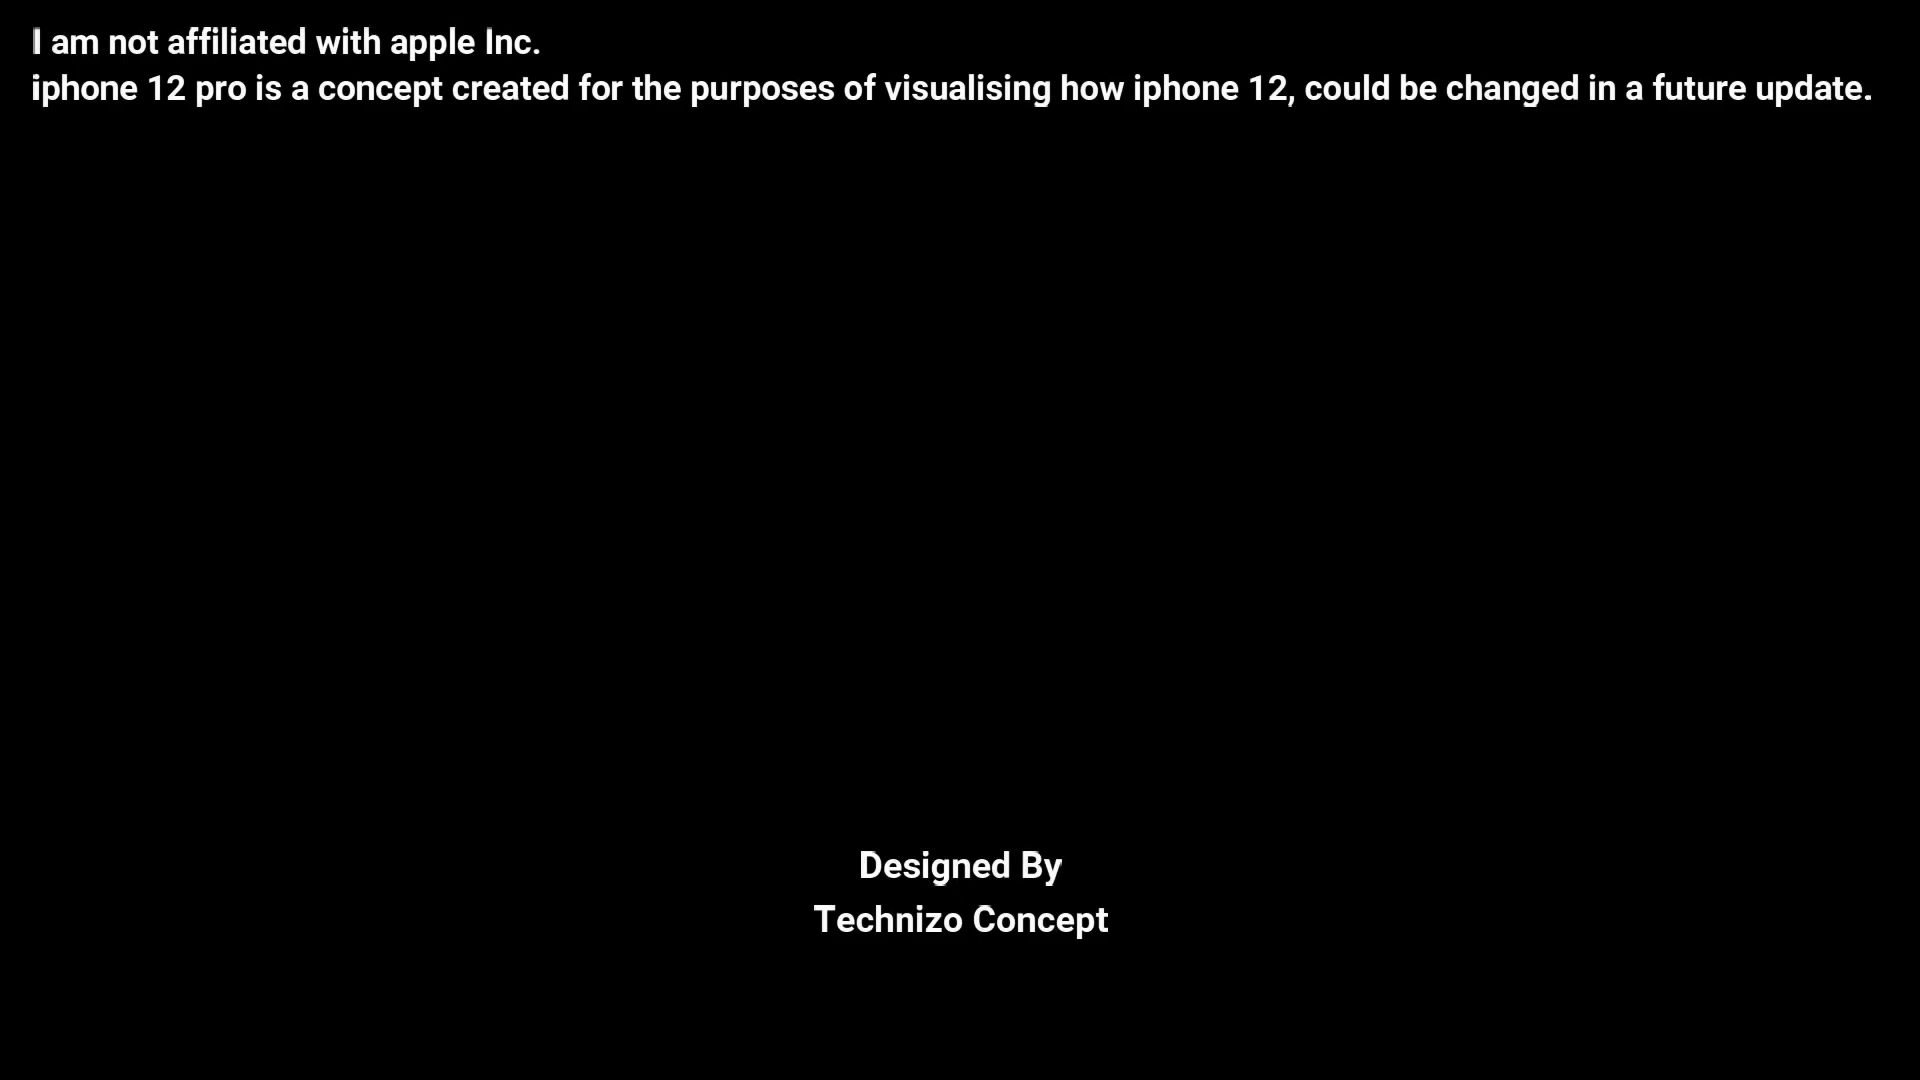 I am not affiliated with apple Inc.
iphone 12 pro is a concept created for the purposes of visualising how iphone 12, could be changed in a future update.
Designed By
Technizo Concept